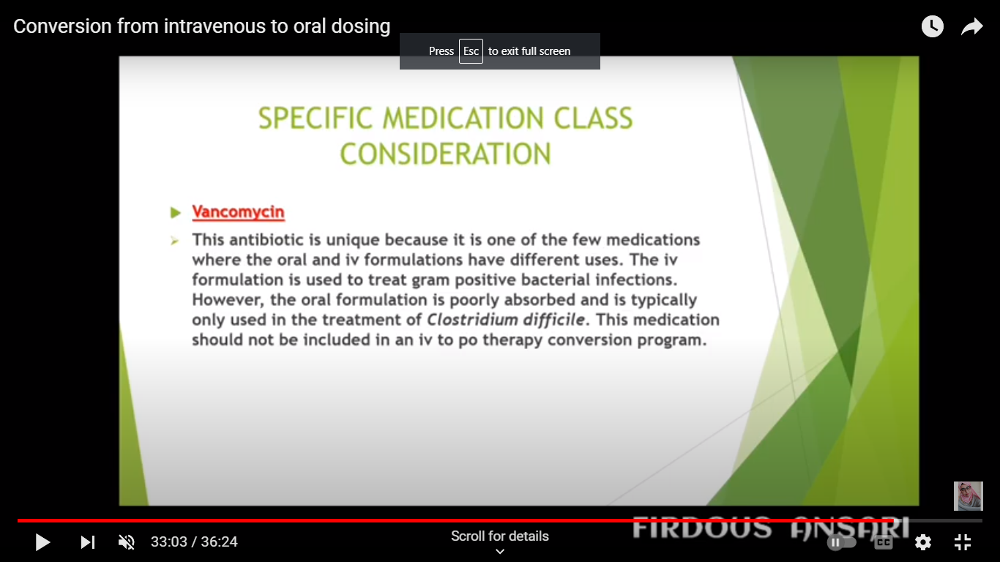 Conversion from intravenous to oral dosing
Press Esc to exit full screen
SPECIFIC MEDICATION CLASS
CONSIDERATION
Vancomycin
This antibiotic is unique because it is one of the few medications
where the oral and iv formulations have different uses. The iv
formulation is used to treat gram positive bacterial infections.
However, the oral formulation is poorly absorbed and is typically
only used in the treatment of Clostridium difficile. This medication
should not be included in an iv to po therapy conversion program.
FIRDOUS ANSARI
33:03 / 36:24
Scroll for details
CC